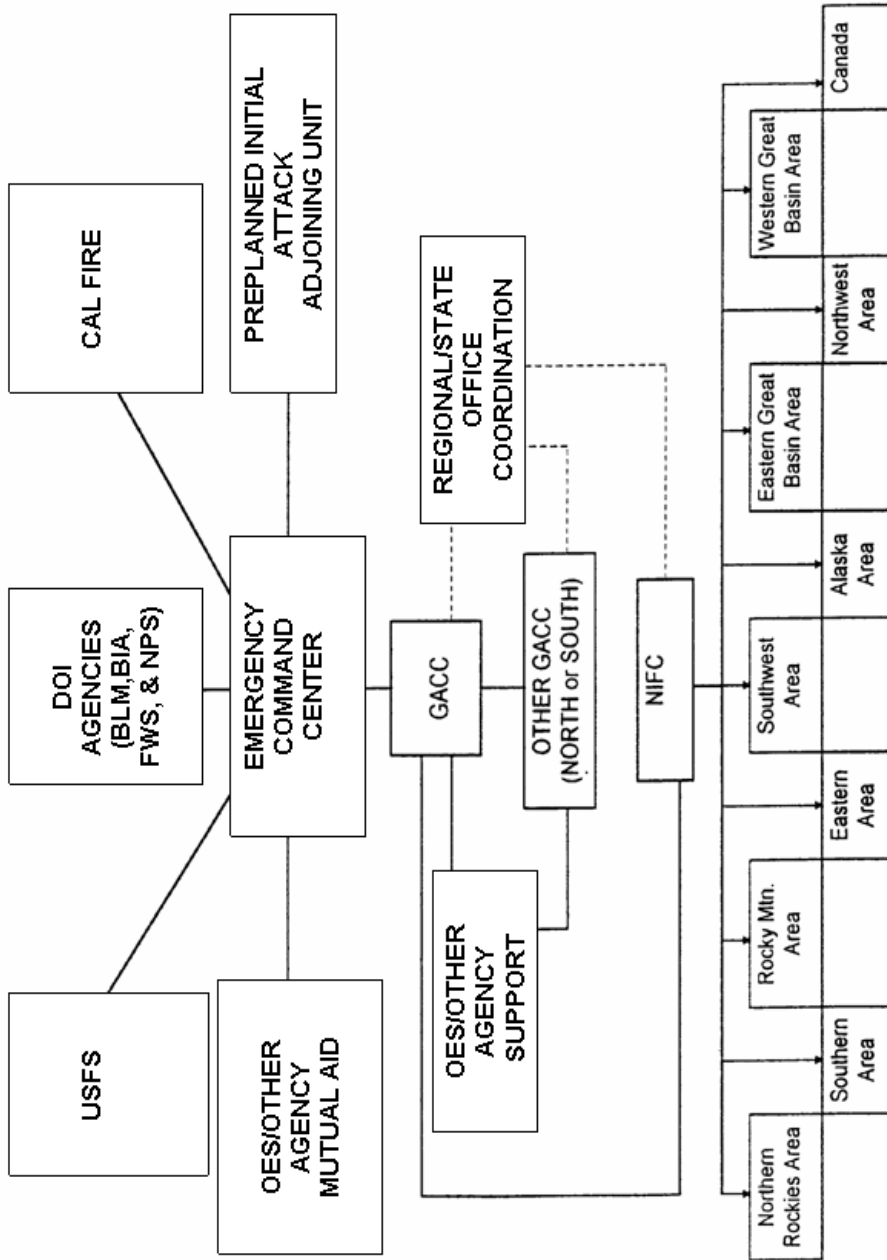 USFS
DOI
AGENCIES
(BLM,BIA,
FWS, & NPS)
CAL FIRE
OES/OTHER
AGENCY
MUTUAL AID
EMERGENCY
COMMAND
CENTER
PREPLANNED INITIAL
ATTACK
ADJOINING UNIT
GACC
REGIONAL/STATE
OFFICE
COORDINATION
OES/OTHER
AGENCY
SUPPORT
OTHER GACC
(NORTH or SOUTH)
NIFC
Northern
Rockies Area
Southern
Area
Rocky Mtn.
Area
Eastern
Area
Southwest
Area
Alaska
Area
Eastern Great
Basin Area
Northwest
Area
Western Great
Basin Area
Canada